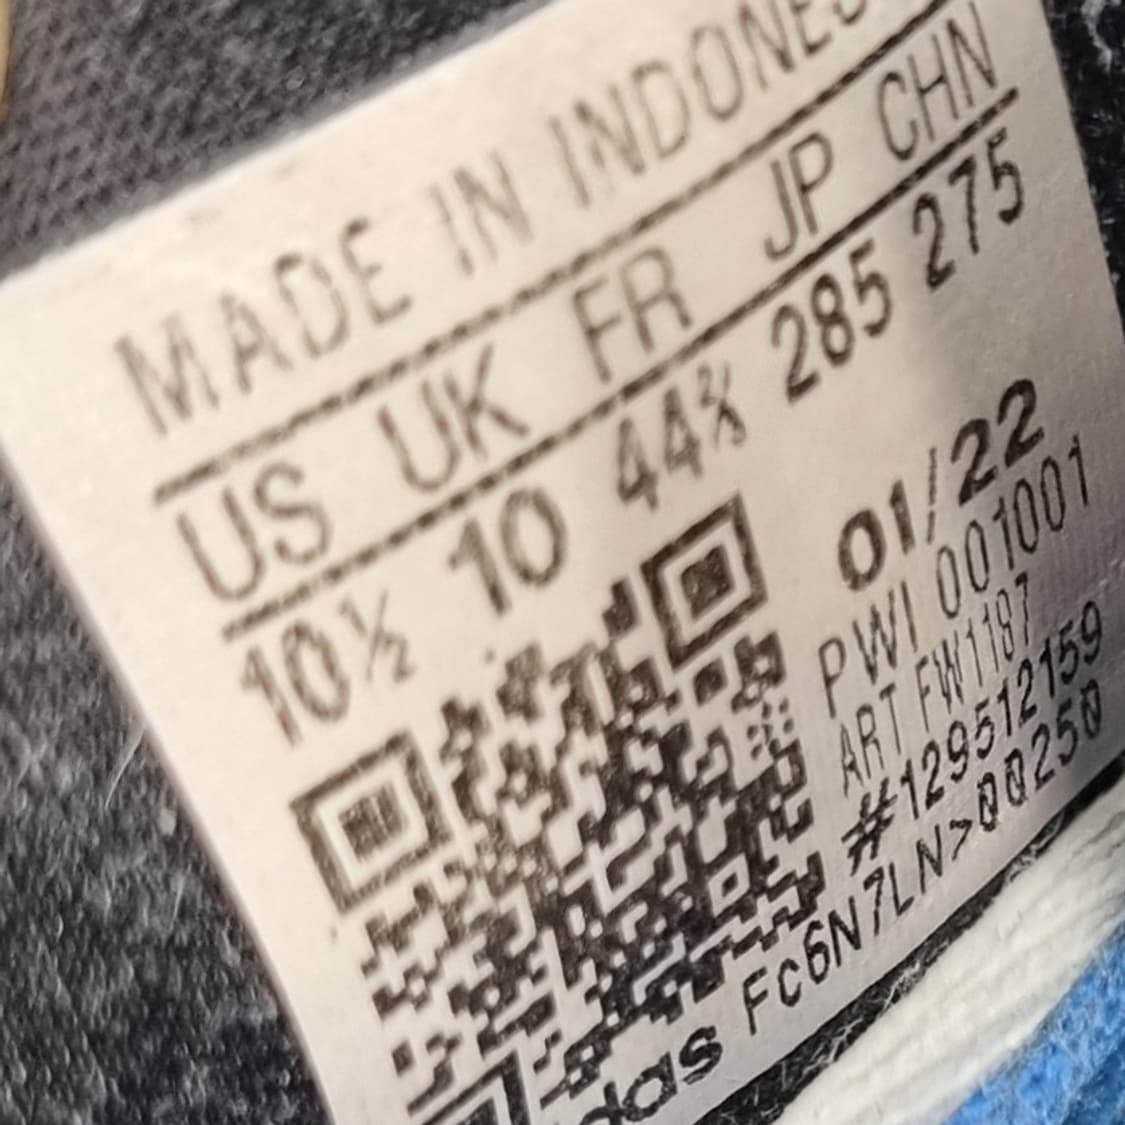 MADE IN INDONES
US UK FR JP CHN
10½ 10 44⅔ 285 275
01/22
PWI 001001
ART FW1187
#129512159
Fc6N7LN>00250
das